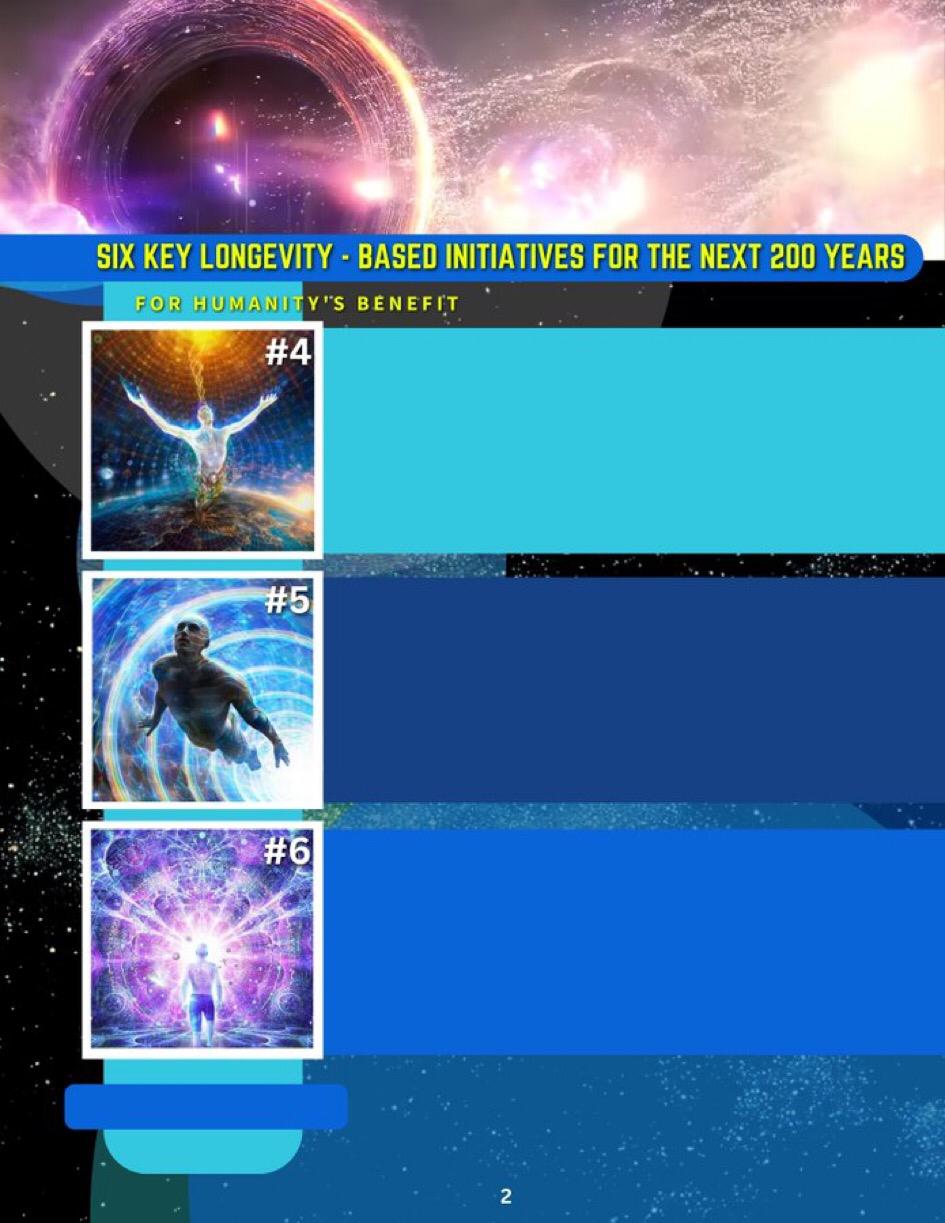 SIX KEY LONGEVITY - BASED INITIATIVES FOR THE NEXT 200 YEARS
FOR HUMANITY'S BENEFIT
#4
#5
#6
2